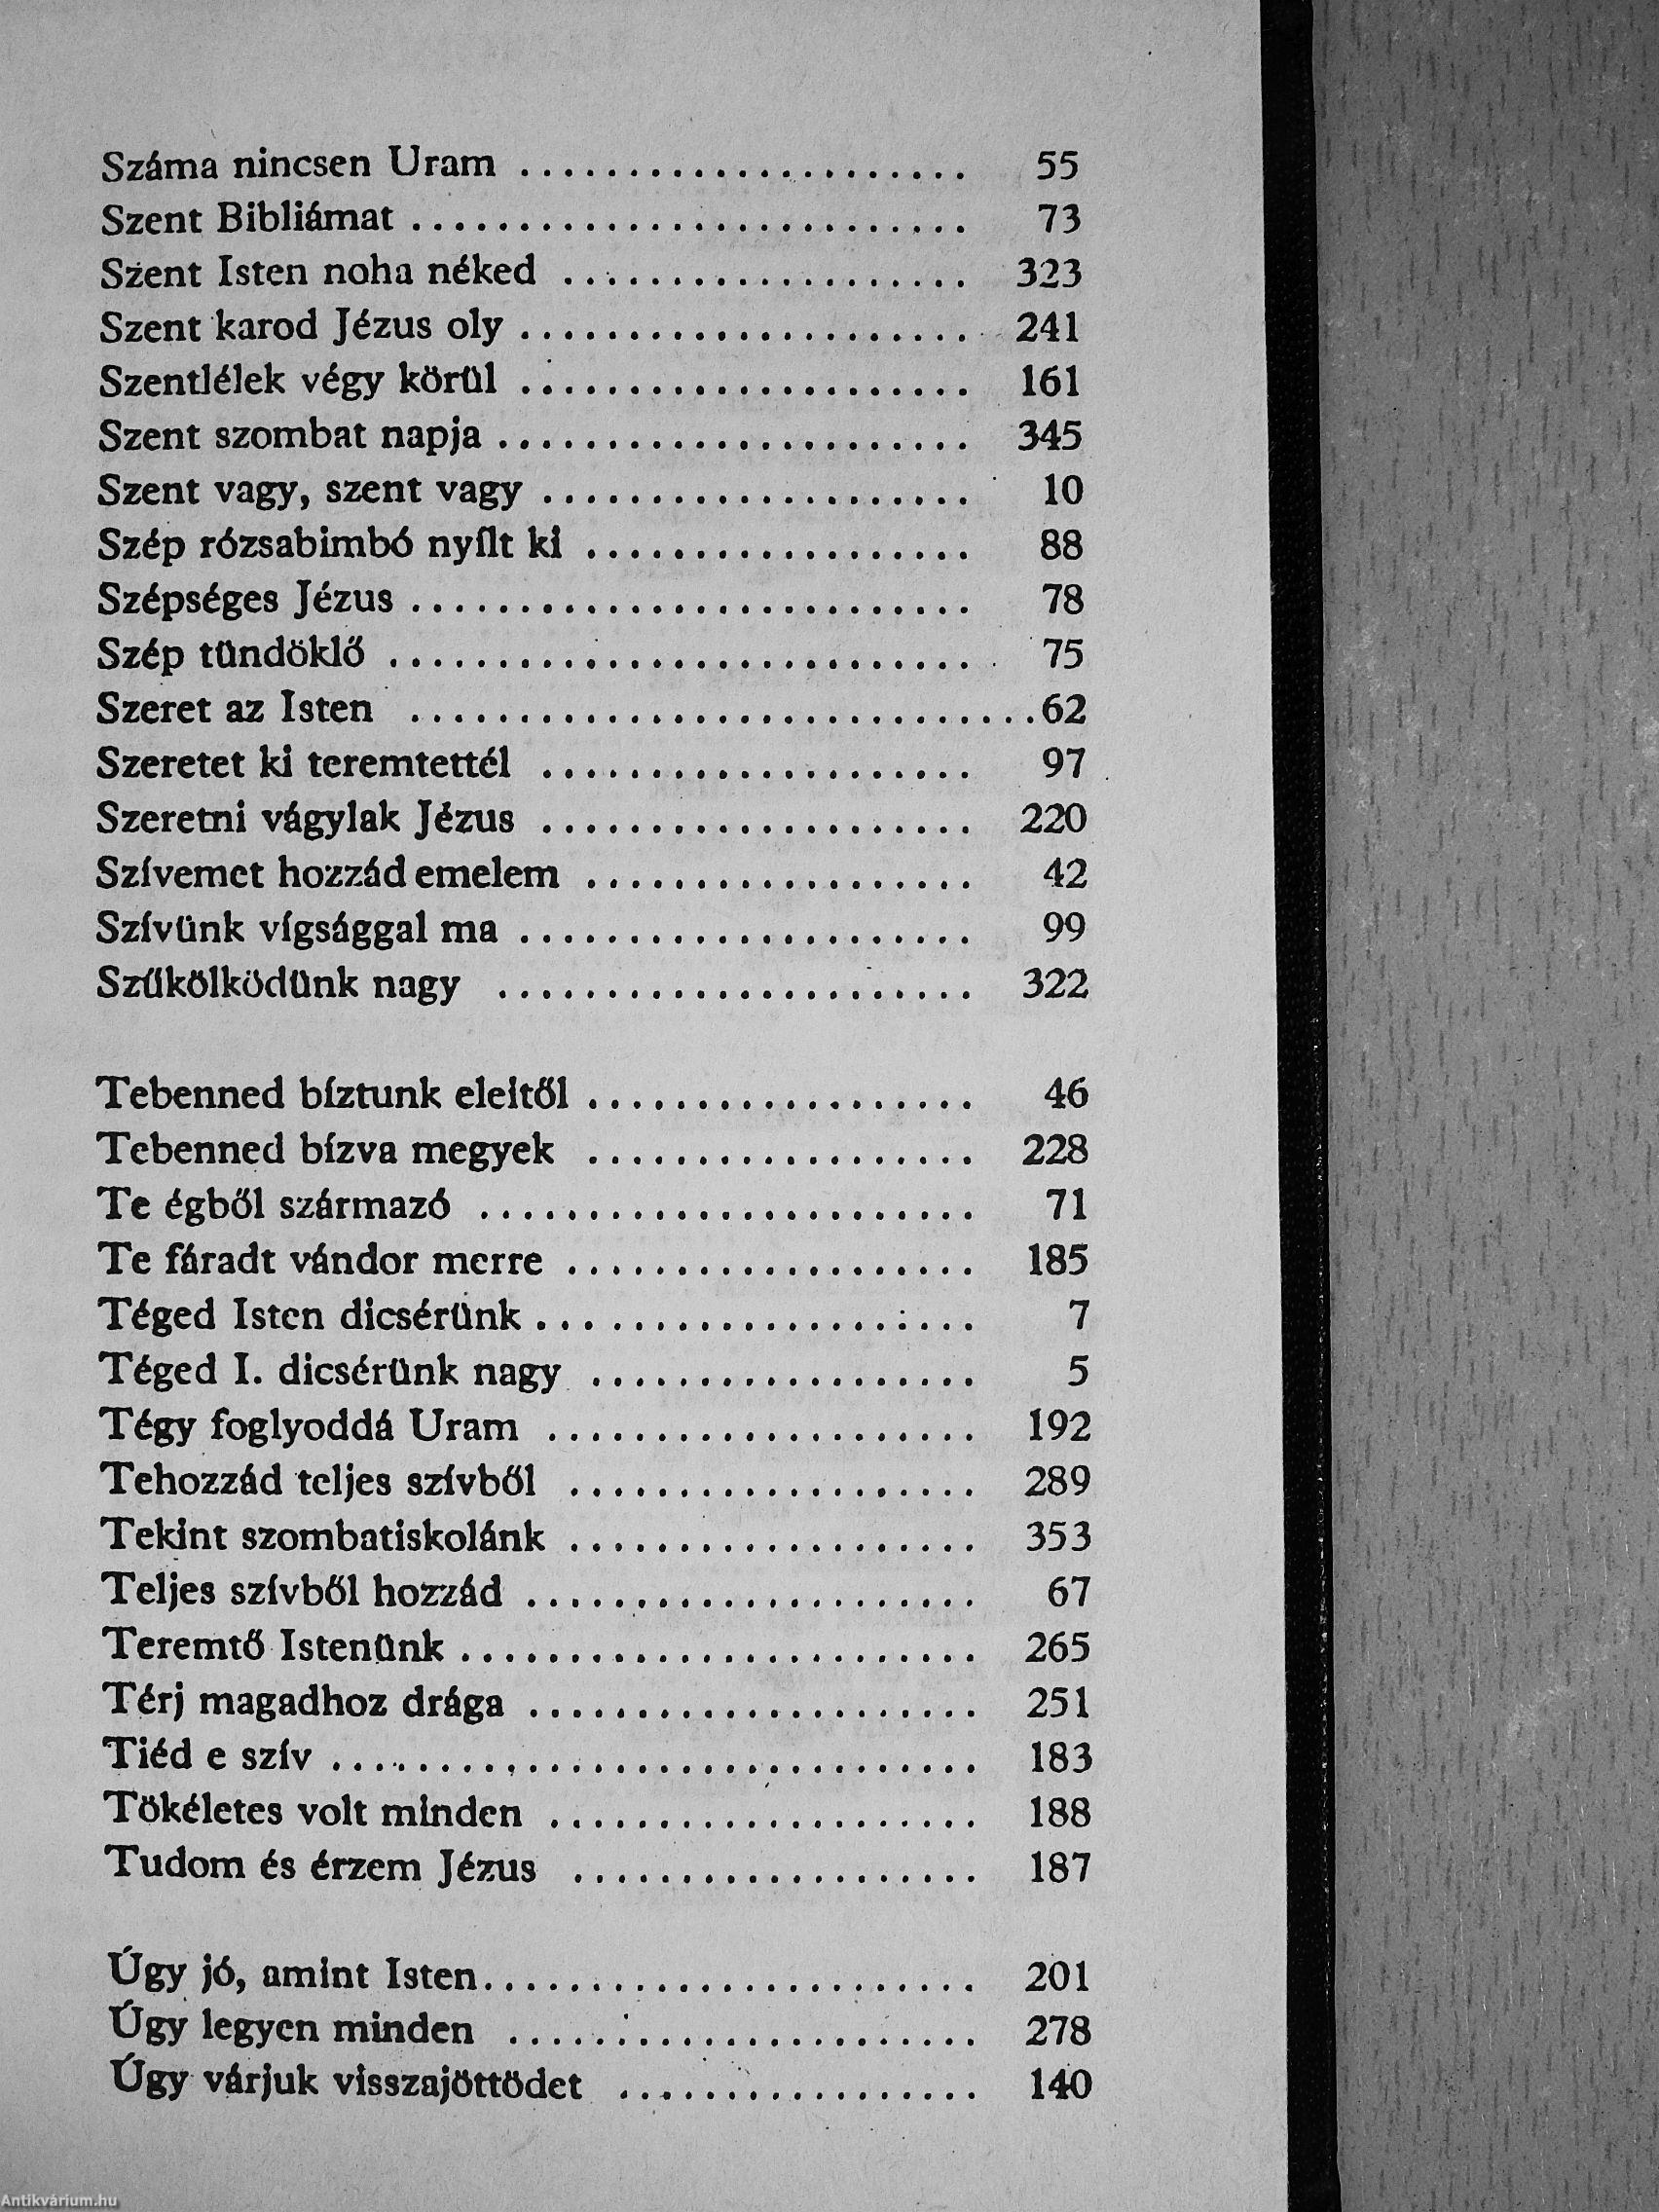 Száma nincsen Uram ..................... 55
Szent Bibliámat .......................... 73
Szent Isten noha néked ................... 323
Szent karod Jézus oly ..................... 241
Szentlélek végy körül ..................... 161
Szent szombat napja ...................... 345
Szent vagy, szent vagy .................... 10
Szép rózsabimbó nyílt ki .................. 88
Szépséges Jézus .......................... 78
Szép tündöklő ........................... 75
Szeret az Isten .............................62
Szeretet ki teremtettél .................... 97
Szeretni vágylak Jézus .................... 220
Szívemet hozzád emelem .................. 42
Szívünk vígsággal ma ..................... 99
Szűkölködünk nagy ...................... 322
Tebenned bíztunk eleitől .................. 46
Tebenned bízva megyek .................. 228
Te égből származó ....................... 71
Te fáradt vándor merre ................... 185
Téged Isten dicsérünk .................... 7
Téged I. dicsérünk nagy .................. 5
Tégy foglyoddá Uram .................... 192
Tehozzád teljes szívből ................... 289
Tekint szombatiskolánk ................... 353
Teljes szívből hozzád ..................... 67
Teremtő Istenünk ........................ 265
Térj magadhoz drága ..................... 251
Tiéd e szív .............................. 183
Tökéletes volt minden .................... 188
Tudom és érzem Jézus ................... 187
Úgy jó, amint Isten....................... 201
Úgy legyen minden ...................... 278
Úgy várjuk visszajöttödet ................. 140
Antikvárium.hu